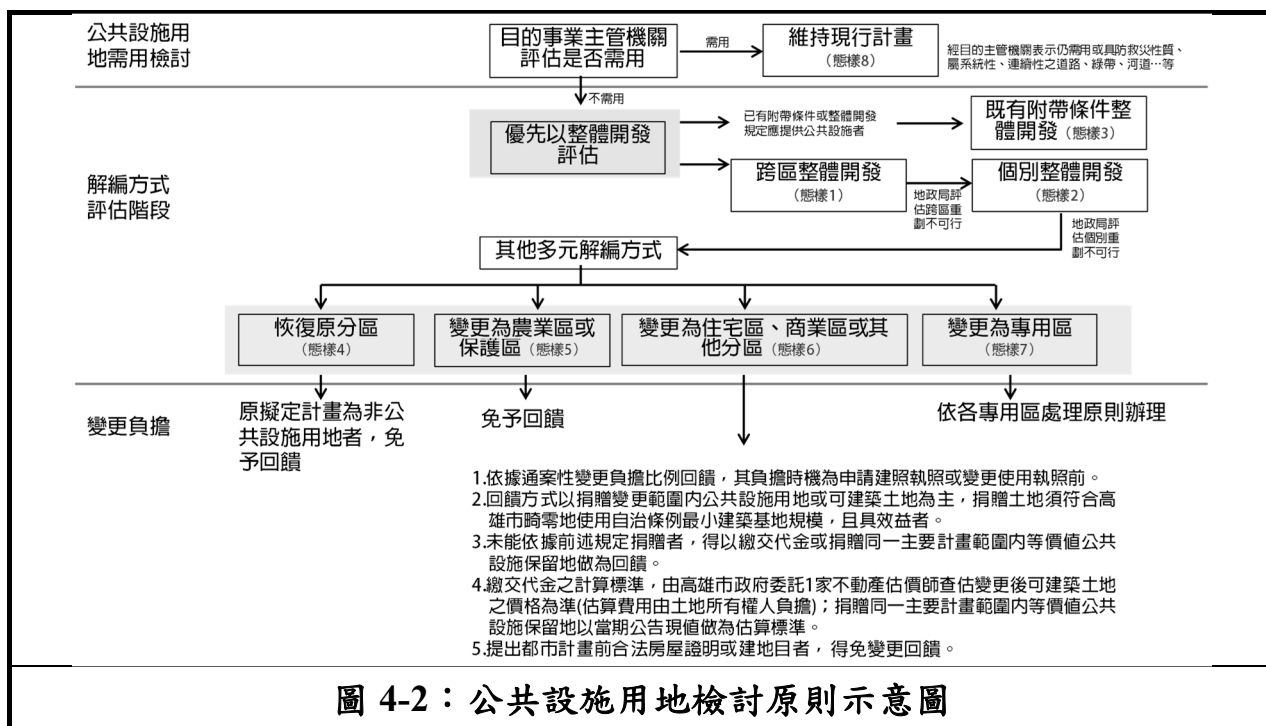 公共設施用
地需用檢討
目的事業主管機關
評估是否需用
需用
維持現行計畫
(態樣8)
經目的主管機關表示仍需用或具防救災性質、
屬系統性、連續性之道路、綠帶、河道…等
不需用
解編方式
評估階段
優先以整體開發
評估
已有附帶條件或整體開發
規定應提供公共設施者
既有附帶條件整
體開發(態樣3)
跨區整體開發
(態樣1)
地政局評
估跨區重
劃不可行
個別整體開發
(態樣2)
地政局評
估個別重
劃不可行
其他多元解編方式
恢復原分區
(態樣4)
變更為農業區或
保護區(態樣5)
變更為住宅區、商業區或其
他分區(態樣6)
變更為專用區
(態樣7)
變更負擔
原擬定計畫為非公
共設施用地者，免
予回饋
免予回饋
依各專用區處理原則辦理
1.依據通案性變更負擔比例回饋，其負擔時機為申請建照執照或變更使用執照前。
2.回饋方式以捐贈變更範圍內公共設施用地或可建築土地為主，捐贈土地須符合高
雄市畸零地使用自治條例最小建築基地規模，且具效益者。
3.未能依據前述規定捐贈者，得以繳交代金或捐贈同一主要計畫範圍內等價值公共
設施保留地做為回饋。
4.繳交代金之計算標準，由高雄市政府委託1家不動產估價師查估變更後可建築土地
之價格為準(估算費用由土地所有權人負擔)；捐贈同一主要計畫範圍內等價值公共
設施保留地以當期公告現值做為估算標準。
5.提出都市計畫前合法房屋證明或建地目者，得免變更回饋。
圖 4-2：公共設施用地檢討原則示意圖